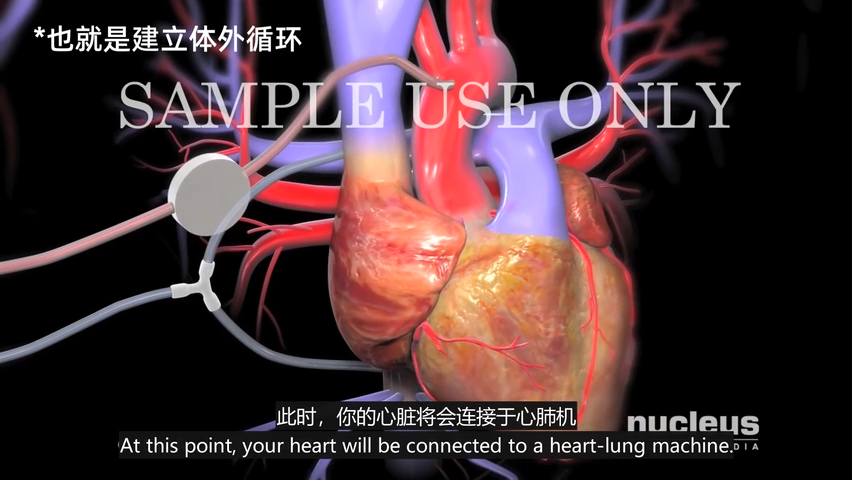 *也就是建立体外循环
SAMPLE USE ONLY
此时，你的心脏将会连接于心肺机
nucleus
At this point, your heart will be connected to a heart-lung machine.